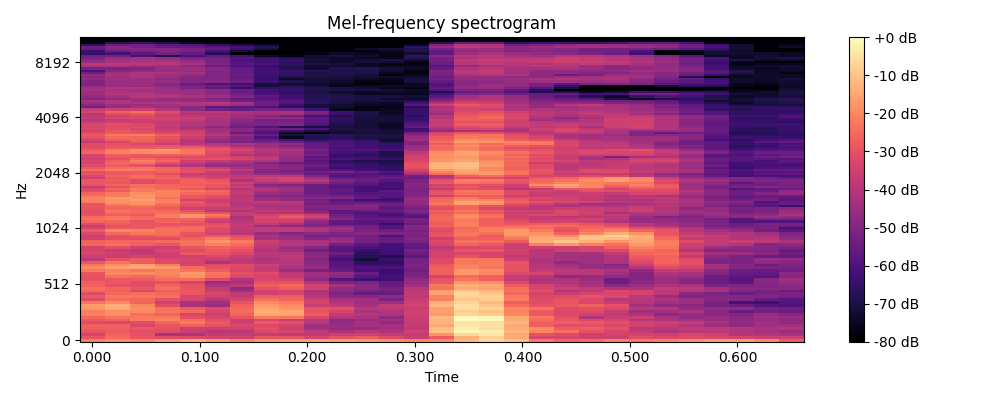 Mel-frequency spectrogram
Hz
8192
4096
2048
1024
512
0
0.000 0.100 0.200 0.300 0.400 0.500 0.600
Time
+0 dB
-10 dB
-20 dB
-30 dB
-40 dB
-50 dB
-60 dB
-70 dB
-80 dB